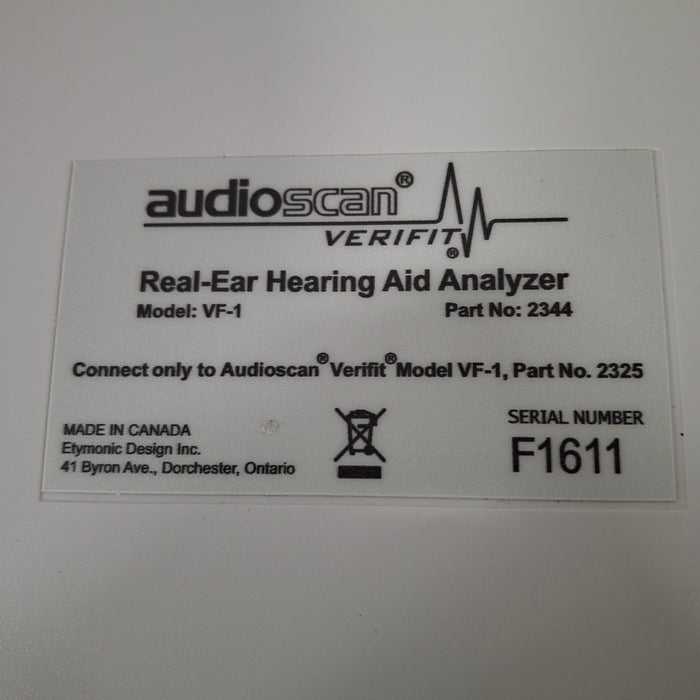 audioscan®
VERIFIT®
Real-Ear Hearing Aid Analyzer
Model: VF-1 Part No: 2344
Connect only to Audioscan® Verifit® Model VF-1, Part No. 2325
MADE IN CANADA
Etymonic Design Inc.
41 Byron Ave., Dorchester, Ontario
SERIAL NUMBER
F1611